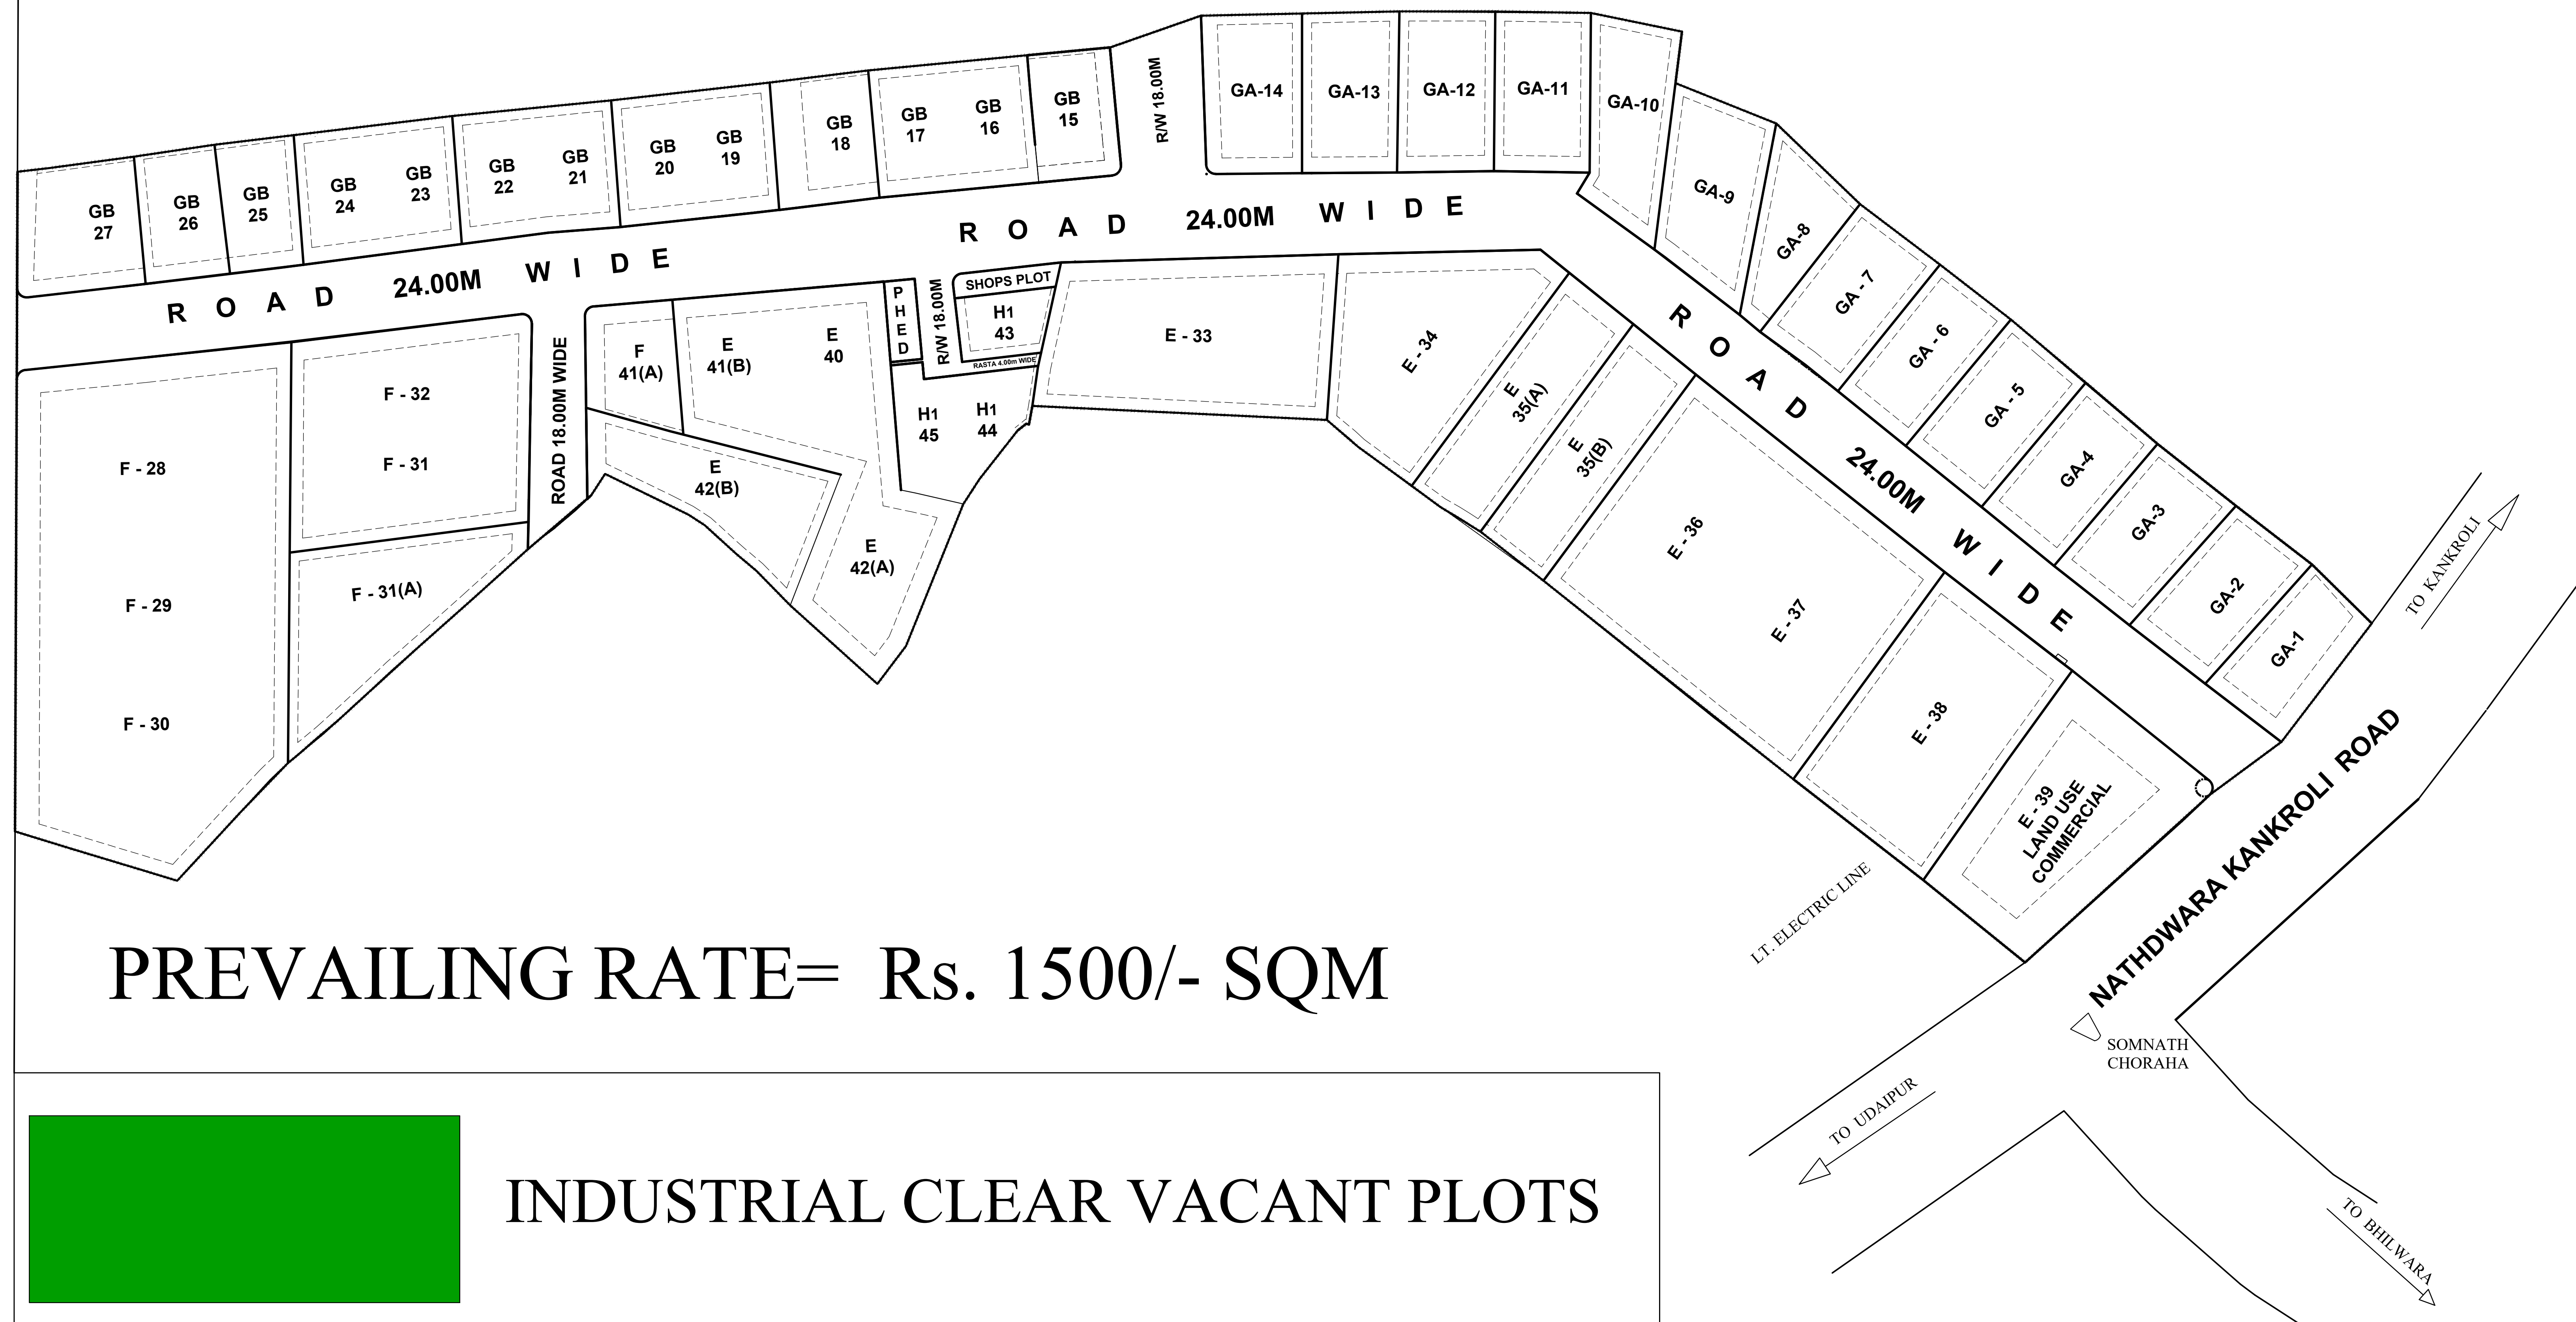 GA-14
GA-13
GA-12
GA-11
GA-10
GA-9
GA-8
GA - 7
GA - 6
GA - 5
GA-4
GA-3
GA-2
GA-1
R/W 18.00M
GB
15
GB
16
GB
17
GB
18
GB
19
GB
20
GB
21
GB
22
GB
23
GB
24
GB
25
GB
26
GB
27
ROAD 24.00M WIDE
ROAD 24.00M WIDE
ROAD 24.00M WIDE
F - 28
F - 29
F - 30
F - 32
F - 31
F - 31(A)
ROAD 18.00M WIDE
F
41(A)
E
41(B)
E
40
E
42(B)
E
42(A)
PHED
R/W 18.00M
SHOPS PLOT
H1
43
RASTA 4.00m WIDE
H1
45
H1
44
E - 33
E - 34
E
35(A)
E
35(B)
E - 36
E - 37
E - 38
E - 39
LAND USE
COMMERCIAL
TO KANKROLI
NATHDWARA KANKROLI ROAD
LT. ELECTRIC LINE
SOMNATH
CHORAHA
TO UDAIPUR
TO BHILWARA
PREVAILING RATE= Rs. 1500/- SQM
INDUSTRIAL CLEAR VACANT PLOTS